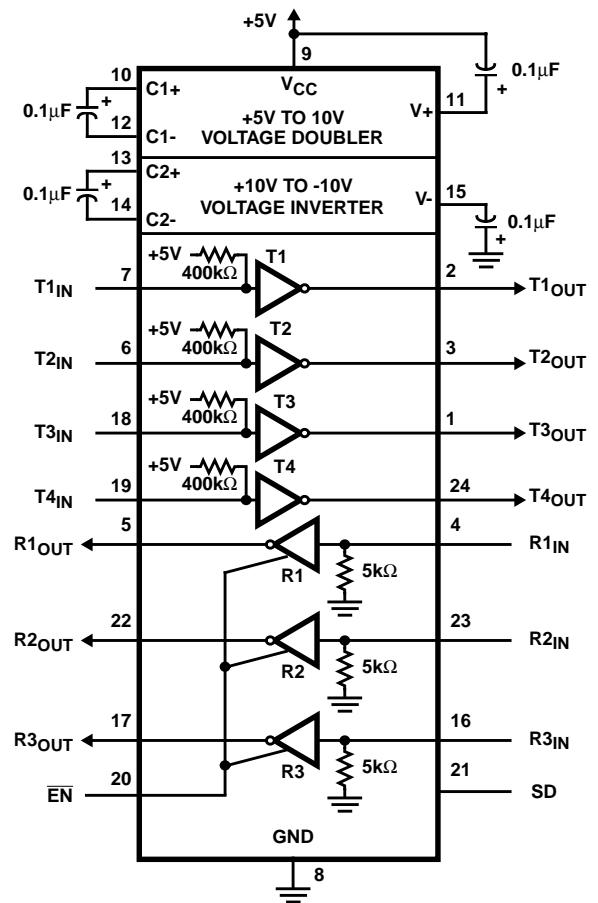 +5V
9
10
C1+
VCC
0.1µF
+
0.1µF
+
11
V+
+5V TO 10V
VOLTAGE DOUBLER
12
C1-
13
C2+
0.1µF
+
+10V TO -10V
VOLTAGE INVERTER
15
V-
14
C2-
0.1µF
+
+5V
400kΩ
T1
T1IN
7
2
T1OUT
+5V
400kΩ
T2
T2IN
6
3
T2OUT
+5V
400kΩ
T3
T3IN
18
1
T3OUT
+5V
400kΩ
T4
T4IN
19
24
T4OUT
R1OUT
5
4
R1IN
R1
5kΩ
R2OUT
22
23
R2IN
R2
5kΩ
R3OUT
17
16
R3IN
R3
5kΩ
EN
20
21
SD
GND
8